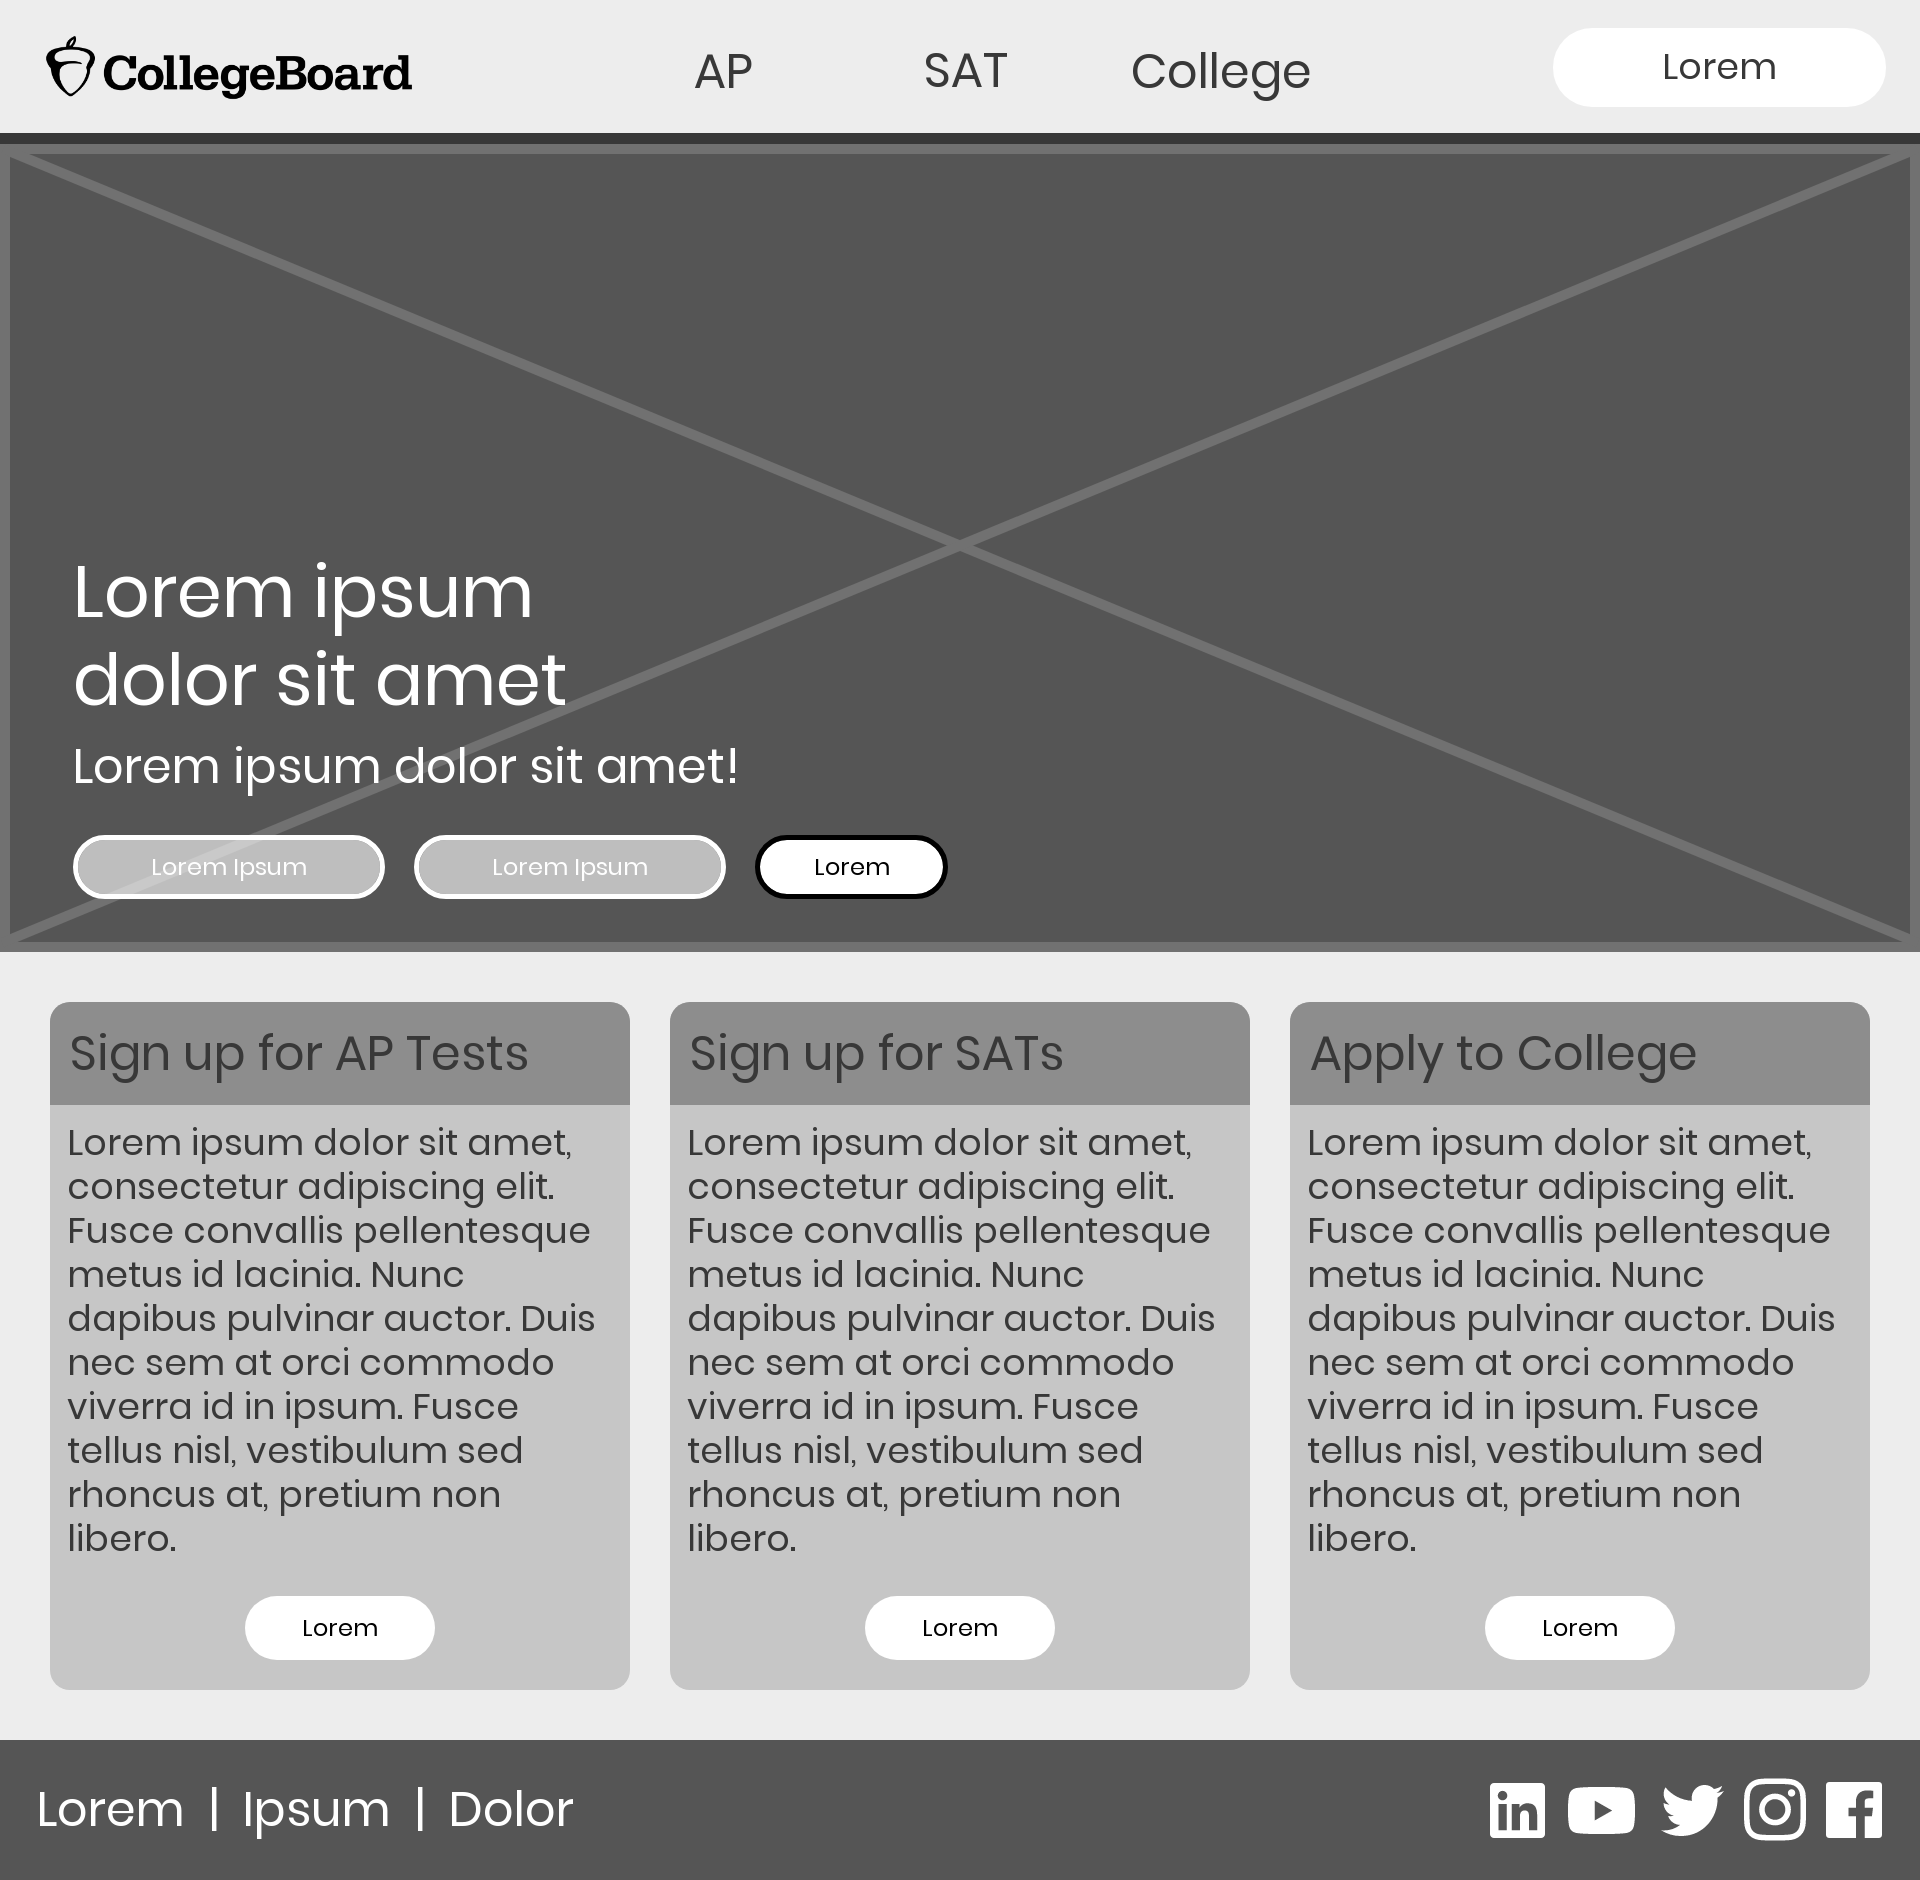 CollegeBoard
AP
SAT
College
Lorem
Lorem ipsum
dolor sit amet
Lorem ipsum dolor sit amet!
Lorem Ipsum
Lorem Ipsum
Lorem
Sign up for AP Tests
Lorem ipsum dolor sit amet,
consectetur adipiscing elit.
Fusce convallis pellentesque
metus id lacinia. Nunc
dapibus pulvinar auctor. Duis
nec sem at orci commodo
viverra id in ipsum. Fusce
tellus nisl, vestibulum sed
rhoncus at, pretium non
libero.
Lorem
Sign up for SATs
Lorem ipsum dolor sit amet,
consectetur adipiscing elit.
Fusce convallis pellentesque
metus id lacinia. Nunc
dapibus pulvinar auctor. Duis
nec sem at orci commodo
viverra id in ipsum. Fusce
tellus nisl, vestibulum sed
rhoncus at, pretium non
libero.
Lorem
Apply to College
Lorem ipsum dolor sit amet,
consectetur adipiscing elit.
Fusce convallis pellentesque
metus id lacinia. Nunc
dapibus pulvinar auctor. Duis
nec sem at orci commodo
viverra id in ipsum. Fusce
tellus nisl, vestibulum sed
rhoncus at, pretium non
libero.
Lorem
Lorem | Ipsum | Dolor